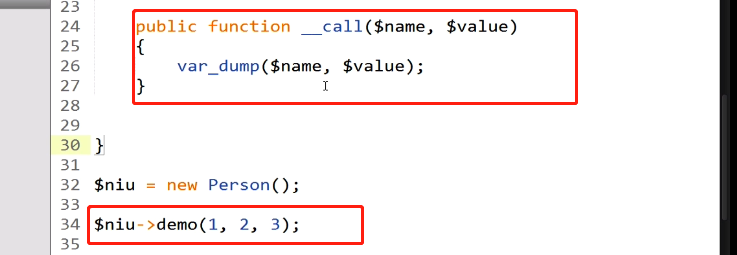 23
24 public function __call($name, $value)
25 {
26 var_dump($name, $value);
27 }
28
29
30 }
31
32 $niu = new Person();
33
34 $niu->demo(1, 2, 3);
35